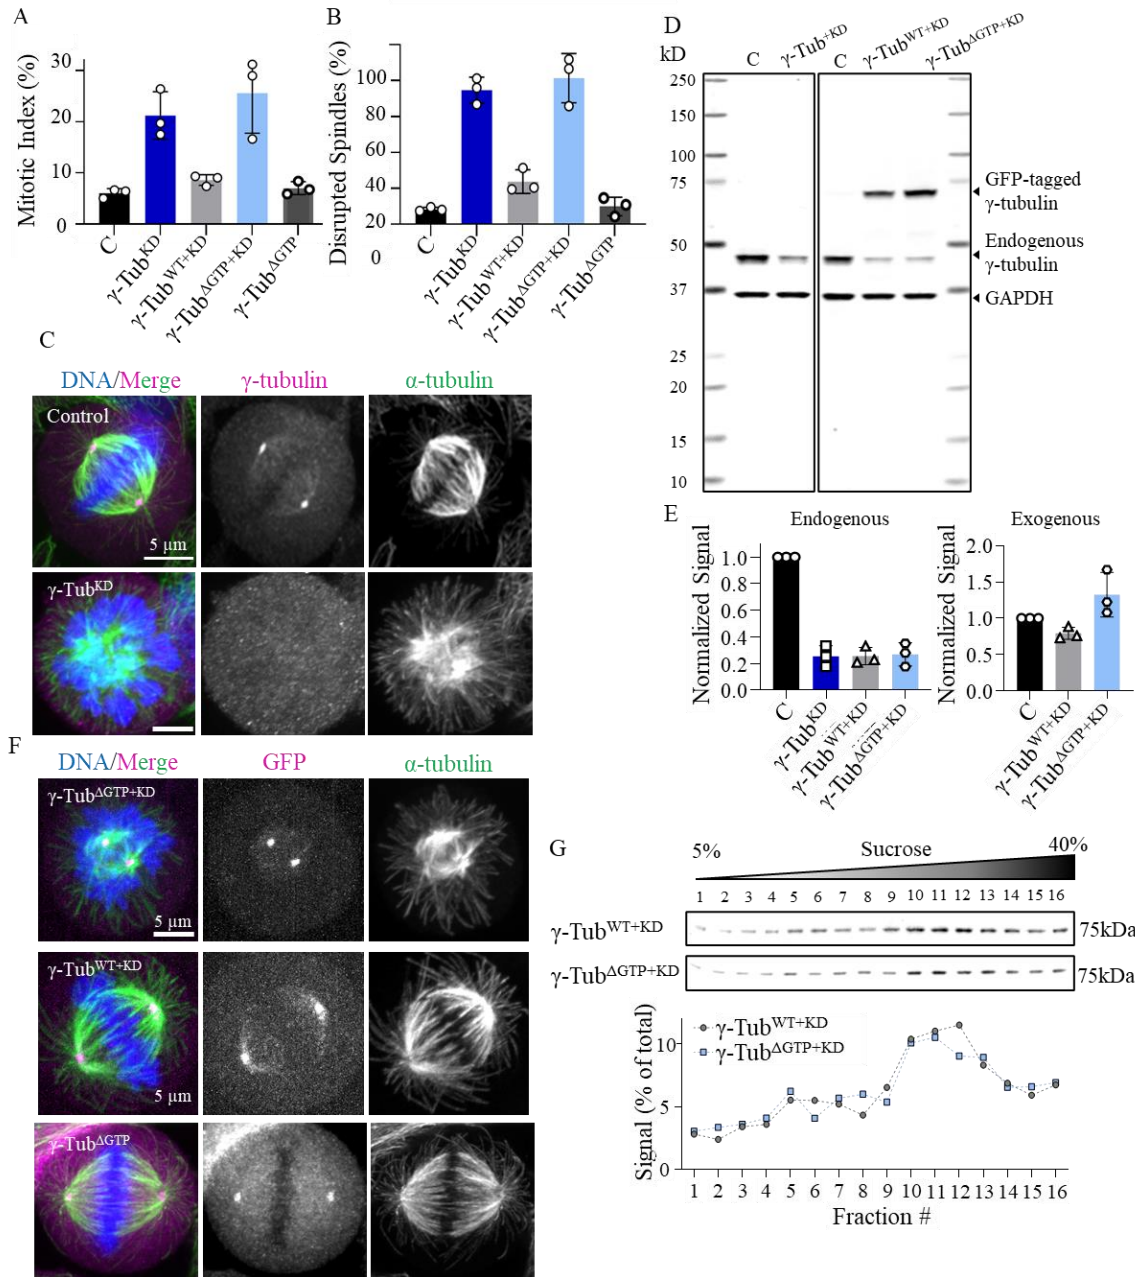 A
Mitotic Index (%)
30
20
10
0
C
γ-Tub^KD
γ-Tub^WT+KD
γ-Tub^ΔGTP+KD
γ-Tub^ΔGTP
B
Disrupted Spindles (%)
100
80
60
40
20
0
C
γ-Tub^KD
γ-Tub^WT+KD
γ-Tub^ΔGTP+KD
γ-Tub^ΔGTP
C
DNA/Merge
γ-tubulin
α-tubulin
Control
5 µm
γ-Tub^KD
D
kD
C
γ-Tub^+KD
C
γ-Tub^WT+KD
γ-Tub^ΔGTP+KD
250
150
100
75
50
37
25
20
15
10
GFP-tagged
γ-tubulin
Endogenous
γ-tubulin
GAPDH
E
Endogenous
Normalized Signal
1.0
0.8
0.6
0.4
0.2
0.0
C
γ-Tub^KD
γ-Tub^WT+KD
γ-Tub^ΔGTP+KD
Exogenous
Normalized Signal
2.0
1.5
1.0
0.5
0.0
C
γ-Tub^WT+KD
γ-Tub^ΔGTP+KD
F
DNA/Merge
GFP
α-tubulin
γ-Tub^ΔGTP+KD
5 µm
γ-Tub^WT+KD
5 µm
γ-Tub^ΔGTP
G
5%
Sucrose
40%
1 2 3 4 5 6 7 8 9 10 11 12 13 14 15 16
γ-Tub^WT+KD
75kDa
γ-Tub^ΔGTP+KD
75kDa
γ-Tub^WT+KD
γ-Tub^ΔGTP+KD
Signal (% of total)
10
5
0
1 2 3 4 5 6 7 8 9 10 11 12 13 14 15 16
Fraction #